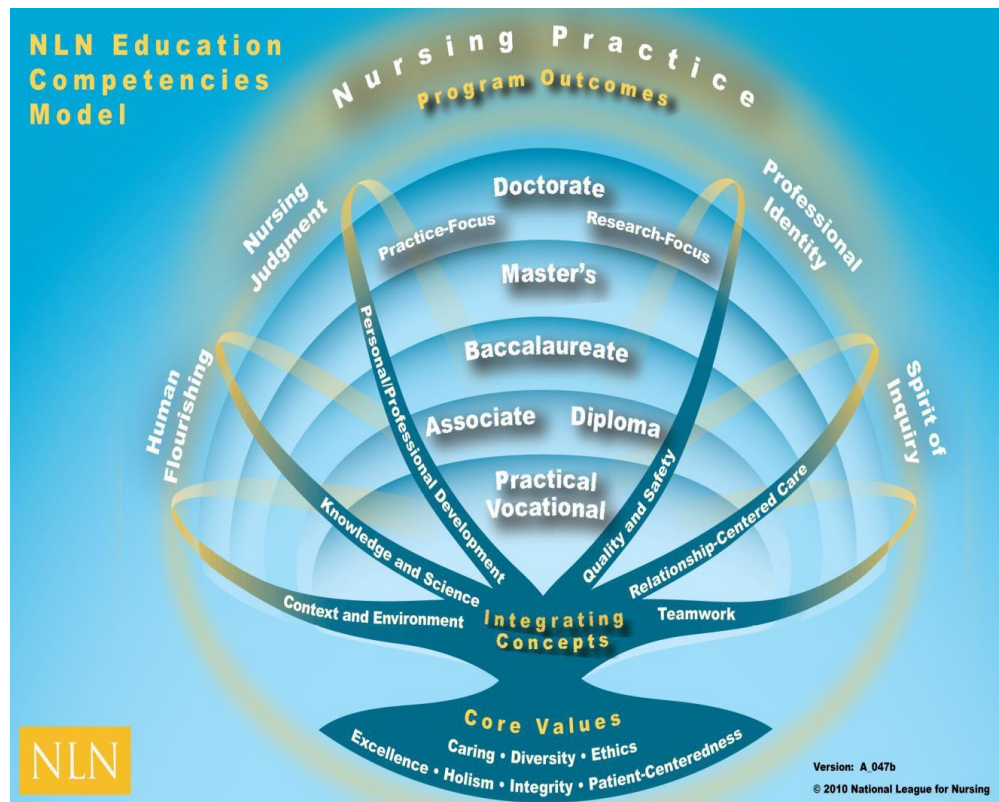 NLN Education
Competencies
Model
Nursing Practice
Program Outcomes
Human
Flourishing
Nursing
Judgment
Professional
Identity
Spirit of
Inquiry
Doctorate
Practice-Focus
Research-Focus
Master's
Baccalaureate
Associate
Diploma
Practical
Vocational
Context and Environment
Knowledge and Science
Personal/Professional Development
Quality and Safety
Relationship-Centered Care
Teamwork
Integrating
Concepts
Core Values
Caring • Diversity • Ethics
Excellence • Holism • Integrity • Patient-Centeredness
NLN
Version: A_047b
© 2010 National League for Nursing